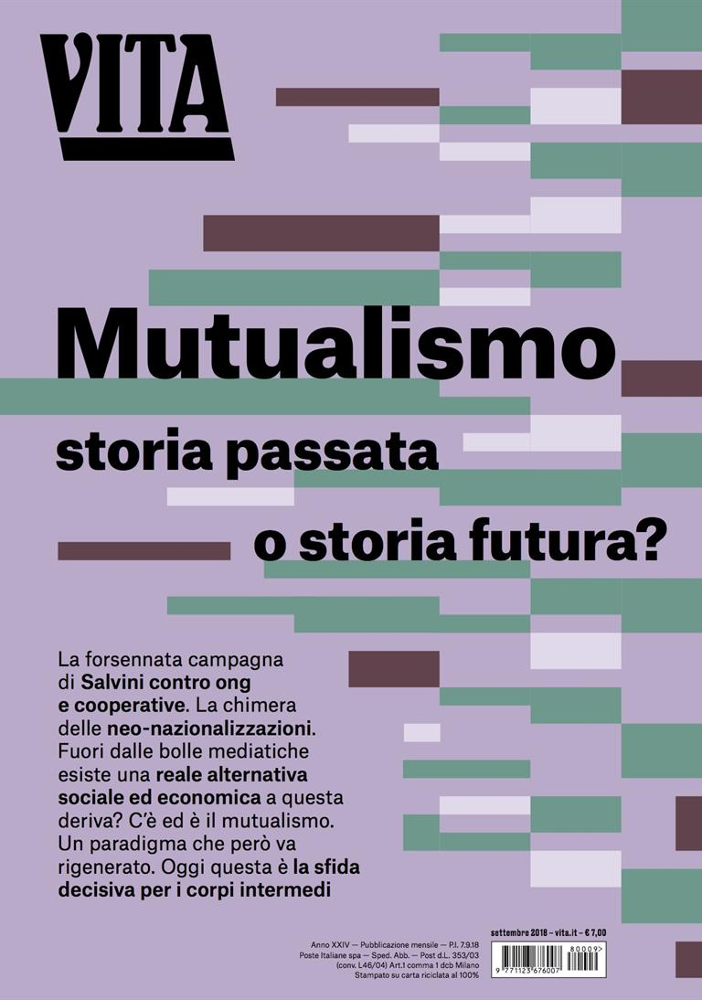 VITA
Mutualismo
storia passata
o storia futura?
La forsennata campagna
di Salvini contro ong
e cooperative. La chimera
delle neo-nazionalizzazioni.
Fuori dalle bolle mediatiche
esiste una reale alternativa
sociale ed economica a questa
deriva? C'è ed è il mutualismo.
Un paradigma che però va
rigenerato. Oggi questa è la sfida
decisiva per i corpi intermedi
settembre 2018 – vita.it – € 7,00
Anno XXIV — Pubblicazione mensile — P.I. 7.9.18
Poste Italiane spa — Sped. Abb. — Post d.L. 353/03
(conv. L46/04) Art.1 comma 1 dcb Milano
Stampato su carta riciclata al 100%
80009>
9 771123 676007